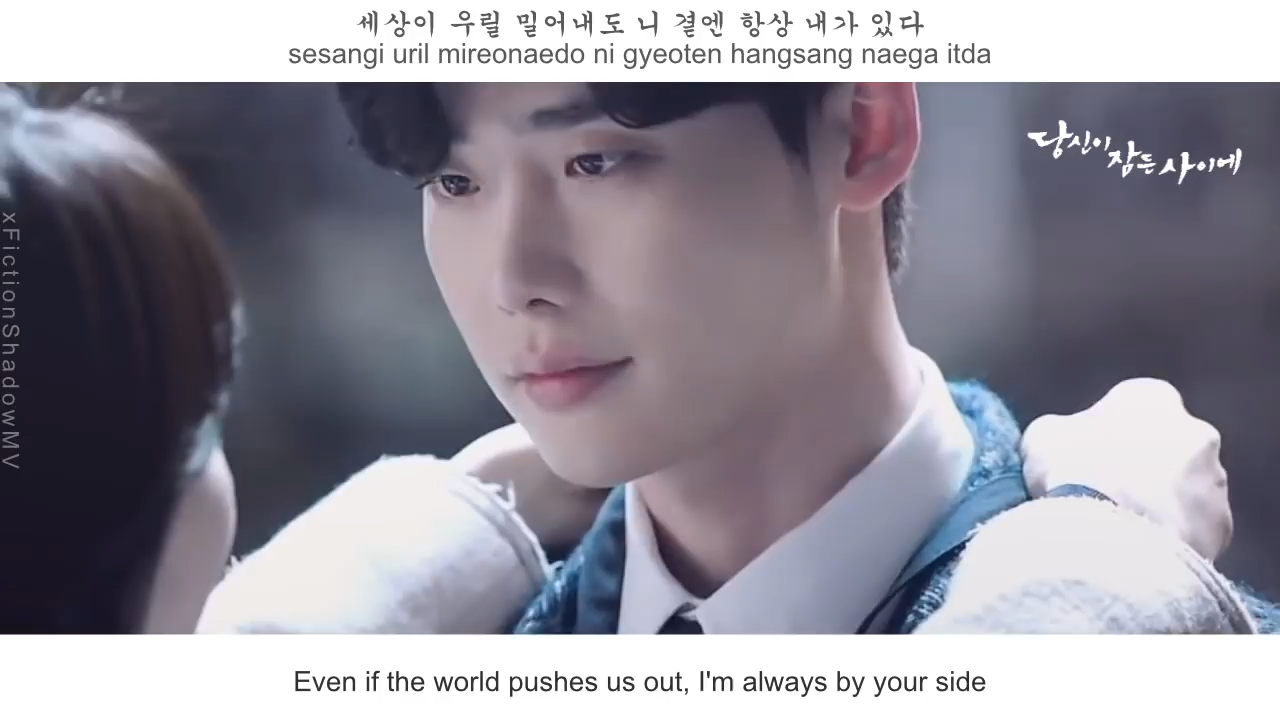 세상이 우릴 밀어내도 니 곁엔 항상 내가 있다
sesangi uril mireonaedo ni gyeoten hangsang naega itda
당신이 잠든 사이에
xFictionShadowMV
Even if the world pushes us out, I'm always by your side